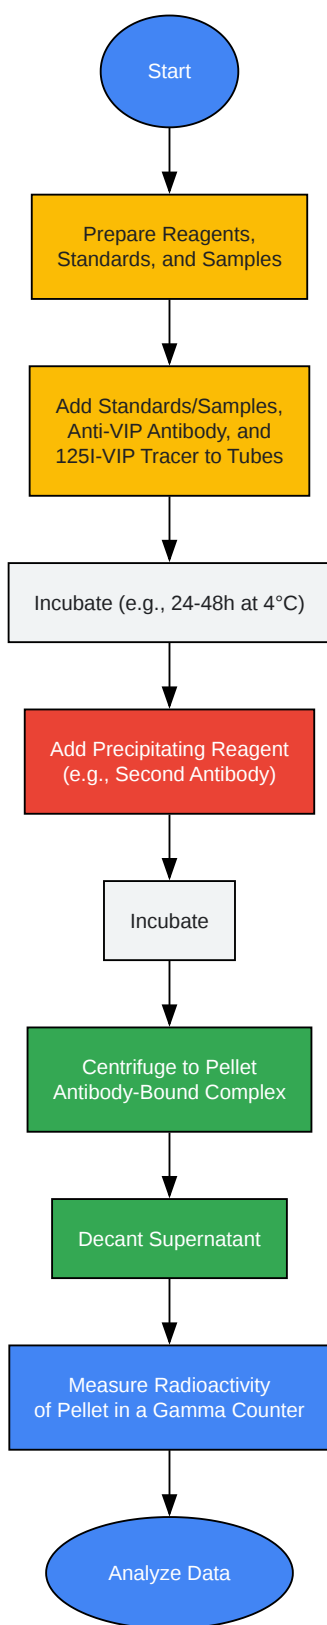 Start
Prepare Reagents,
Standards, and Samples
Add Standards/Samples,
Anti-VIP Antibody, and
125I-VIP Tracer to Tubes
Incubate (e.g., 24-48h at 4°C)
Add Precipitating Reagent
(e.g., Second Antibody)
Incubate
Centrifuge to Pellet
Antibody-Bound Complex
Decant Supernatant
Measure Radioactivity
of Pellet in a Gamma Counter
Analyze Data